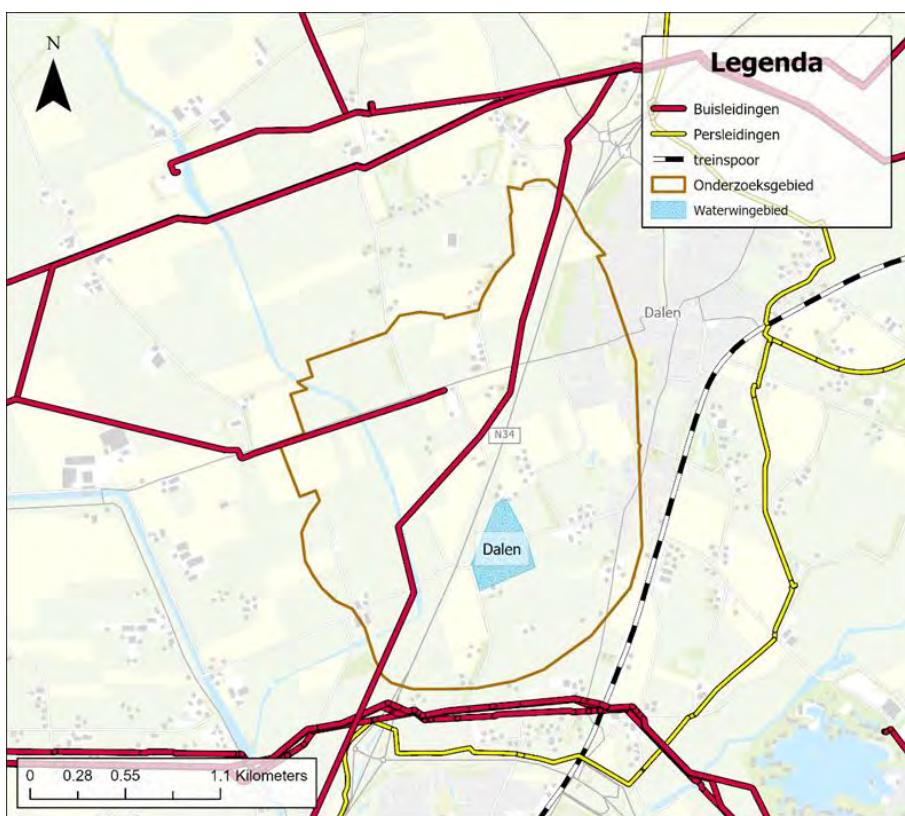 N
Legenda
Buisleidingen
Persleidingen
treinspoor
Onderzoeksgebied
Waterwingebied
Dalen
N34
Dalen
0 0.28 0.55 1.1 Kilometers